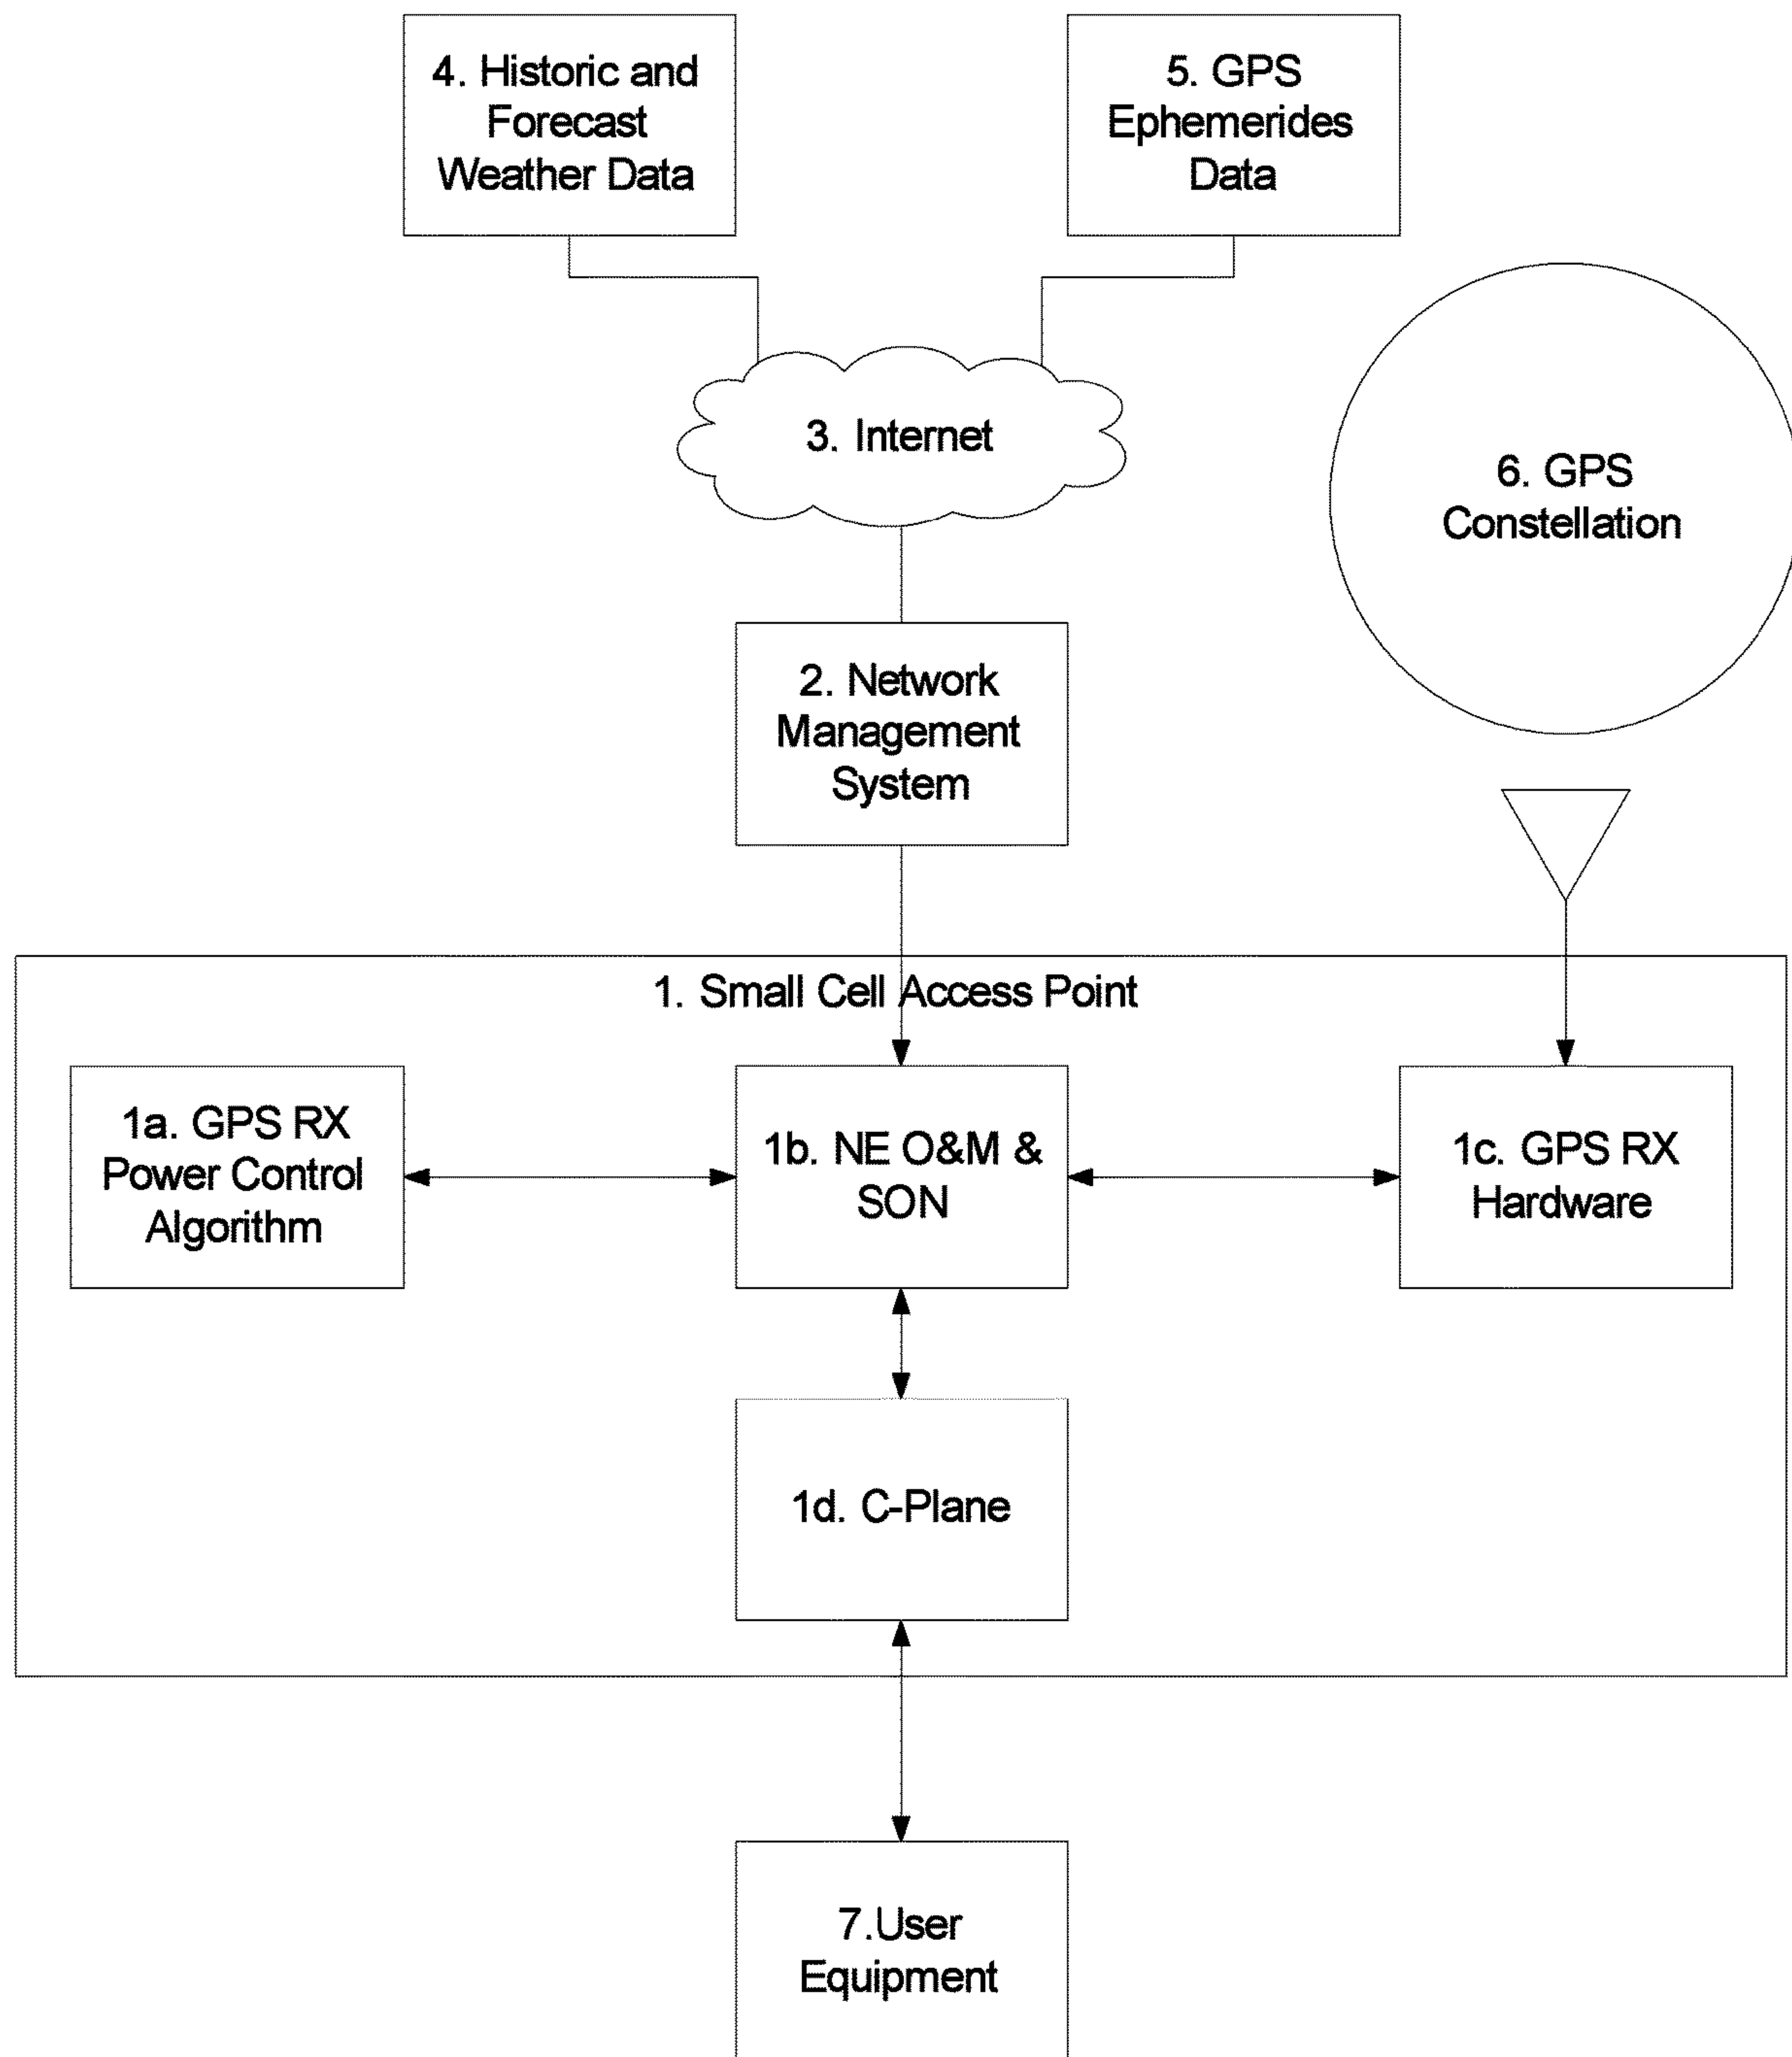 4. Historic and
Forecast
Weather Data
5. GPS
Ephemerides
Data
3. Internet
6. GPS
Constellation
2. Network
Management
System
1. Small Cell Access Point
1a. GPS RX
Power Control
Algorithm
1b. NE O&M &
SON
1c. GPS RX
Hardware
1d. C-Plane
7.User
Equipment